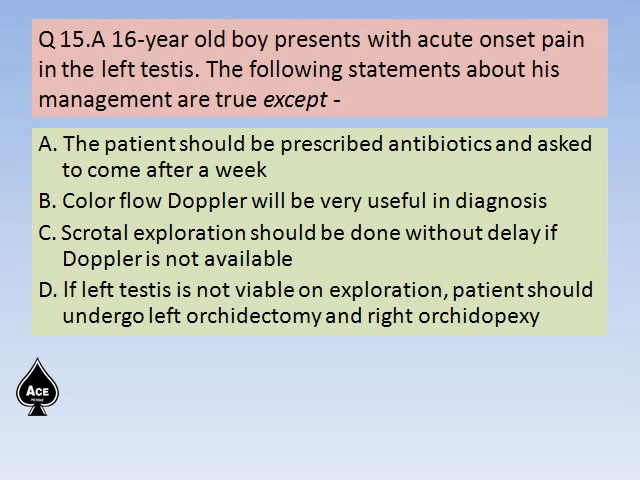 Q 15.A 16-year old boy presents with acute onset pain
in the left testis. The following statements about his
management are true except -
A. The patient should be prescribed antibiotics and asked
to come after a week
B. Color flow Doppler will be very useful in diagnosis
C. Scrotal exploration should be done without delay if
Doppler is not available
D. If left testis is not viable on exploration, patient should
undergo left orchidectomy and right orchidopexy
ACE